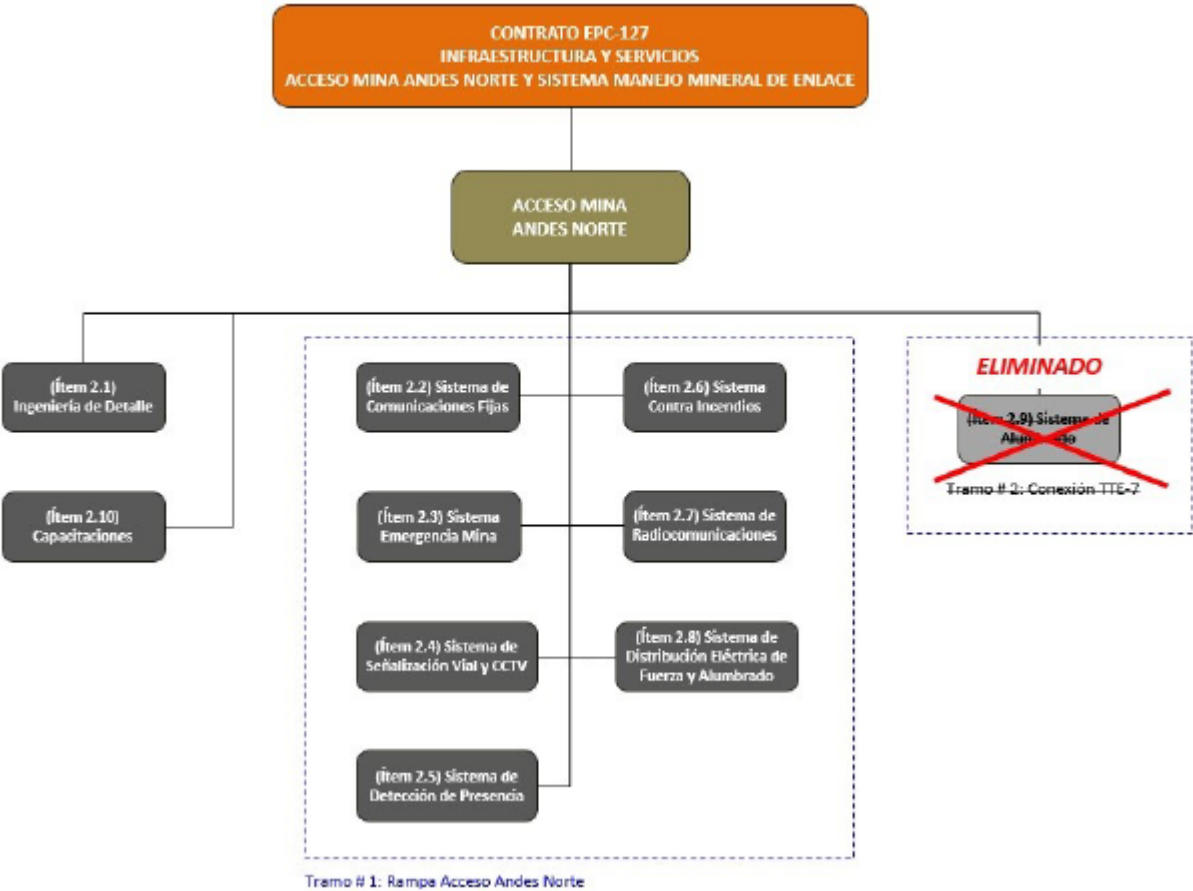 CONTRATO EPC-127
INFRAESTRUCTURA Y SERVICIOS
ACCESO MINA ANDES NORTE Y SISTEMA MANEJO MINERAL DE ENLACE
ACCESO MINA
ANDES NORTE
(Ítem 2.1)
Ingeniería de Detalle
(Ítem 2.10)
Capacitaciones
(Ítem 2.2) Sistema de
Comunicaciones Fijas
(Ítem 2.6) Sistema
Contra Incendios
(Ítem 2.3) Sistema
Emergencia Mina
(Ítem 2.7) Sistema de
Radiocomunicaciones
(Ítem 2.4) Sistema de
Señalización Vial y CCTV
(Ítem 2.8) Sistema de
Distribución Eléctrica de
Fuerza y Alumbrado
(Ítem 2.5) Sistema de
Detección de Presencia
Tramo # 1: Rampa Acceso Andes Norte
ELIMINADO
(Ítem 2.9) Sistema de
Alumbrado
Tramo # 2: Conexión TTE-7